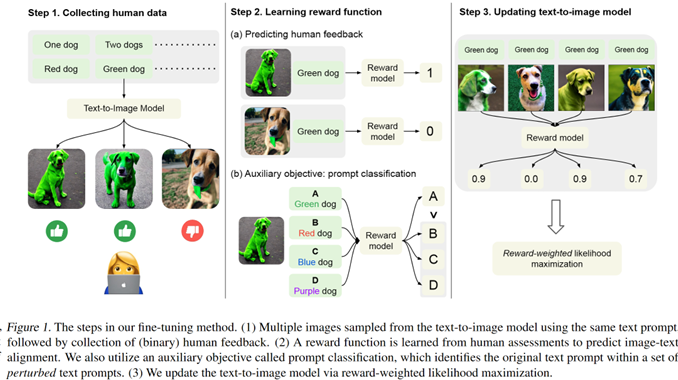 Step 1. Collecting human data
One dog
Two dogs
Red dog
Green dog
Text-to-Image Model
Step 2. Learning reward function
(a) Predicting human feedback
Green dog
Reward
model
1
Green dog
Reward
model
0
(b) Auxiliary objective: prompt classification
A
Green dog
B
Red dog
C
Blue dog
D
Purple dog
Reward
model
A
v
B
C
D
Step 3. Updating text-to-image model
Green dog
Green dog
Green dog
Green dog
Reward model
0.9
0.0
0.9
0.7
Reward-weighted likelihood
maximization
Figure 1. The steps in our fine-tuning method. (1) Multiple images sampled from the text-to-image model using the same text prompt
followed by collection of (binary) human feedback. (2) A reward function is learned from human assessments to predict image-text
alignment. We also utilize an auxiliary objective called prompt classification, which identifies the original text prompt within a set of
perturbed text prompts. (3) We update the text-to-image model via reward-weighted likelihood maximization.